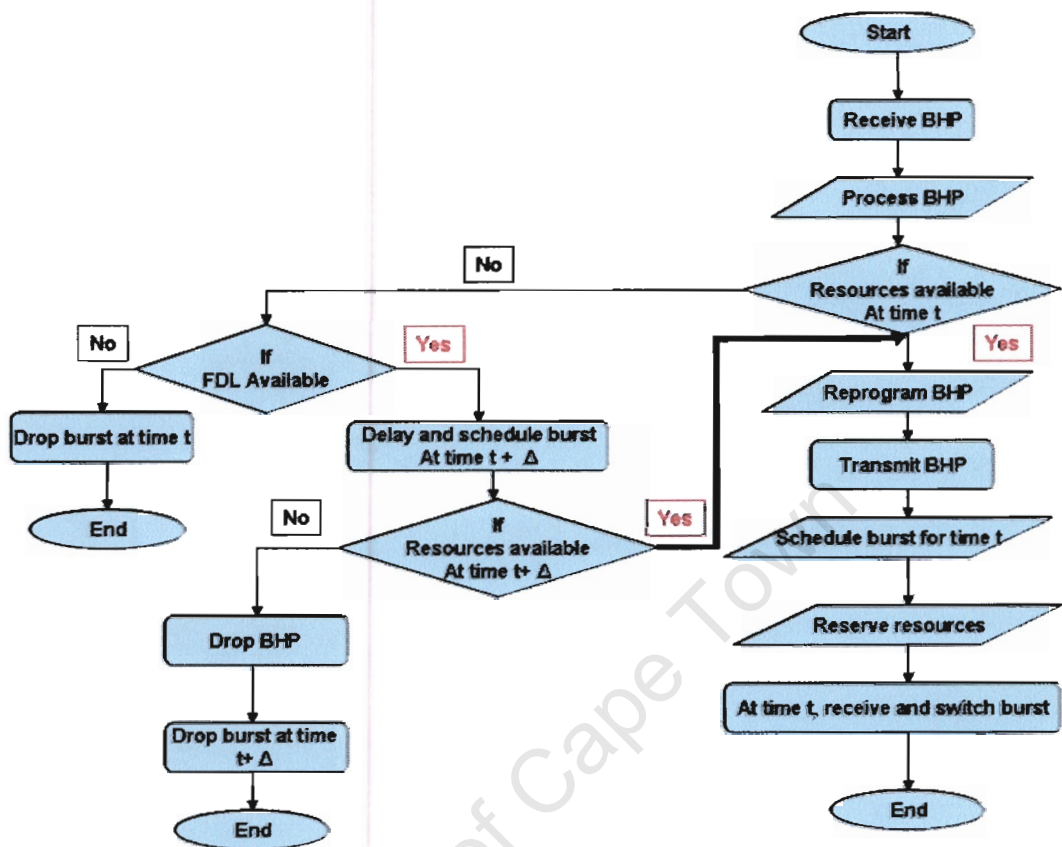 Start
Receive BHP
Process BHP
If
Resources available
At time t
No
Yes
If
FDL Available
No
Yes
Drop burst at time t
End
Delay and schedule burst
At time t + Δ
If
Resources available
At time t+ Δ
No
Yes
Drop BHP
Drop burst at time
t+ Δ
End
Reprogram BHP
Transmit BHP
Schedule burst for time t
Reserve resources
At time t, receive and switch burst
End
of Cape Town